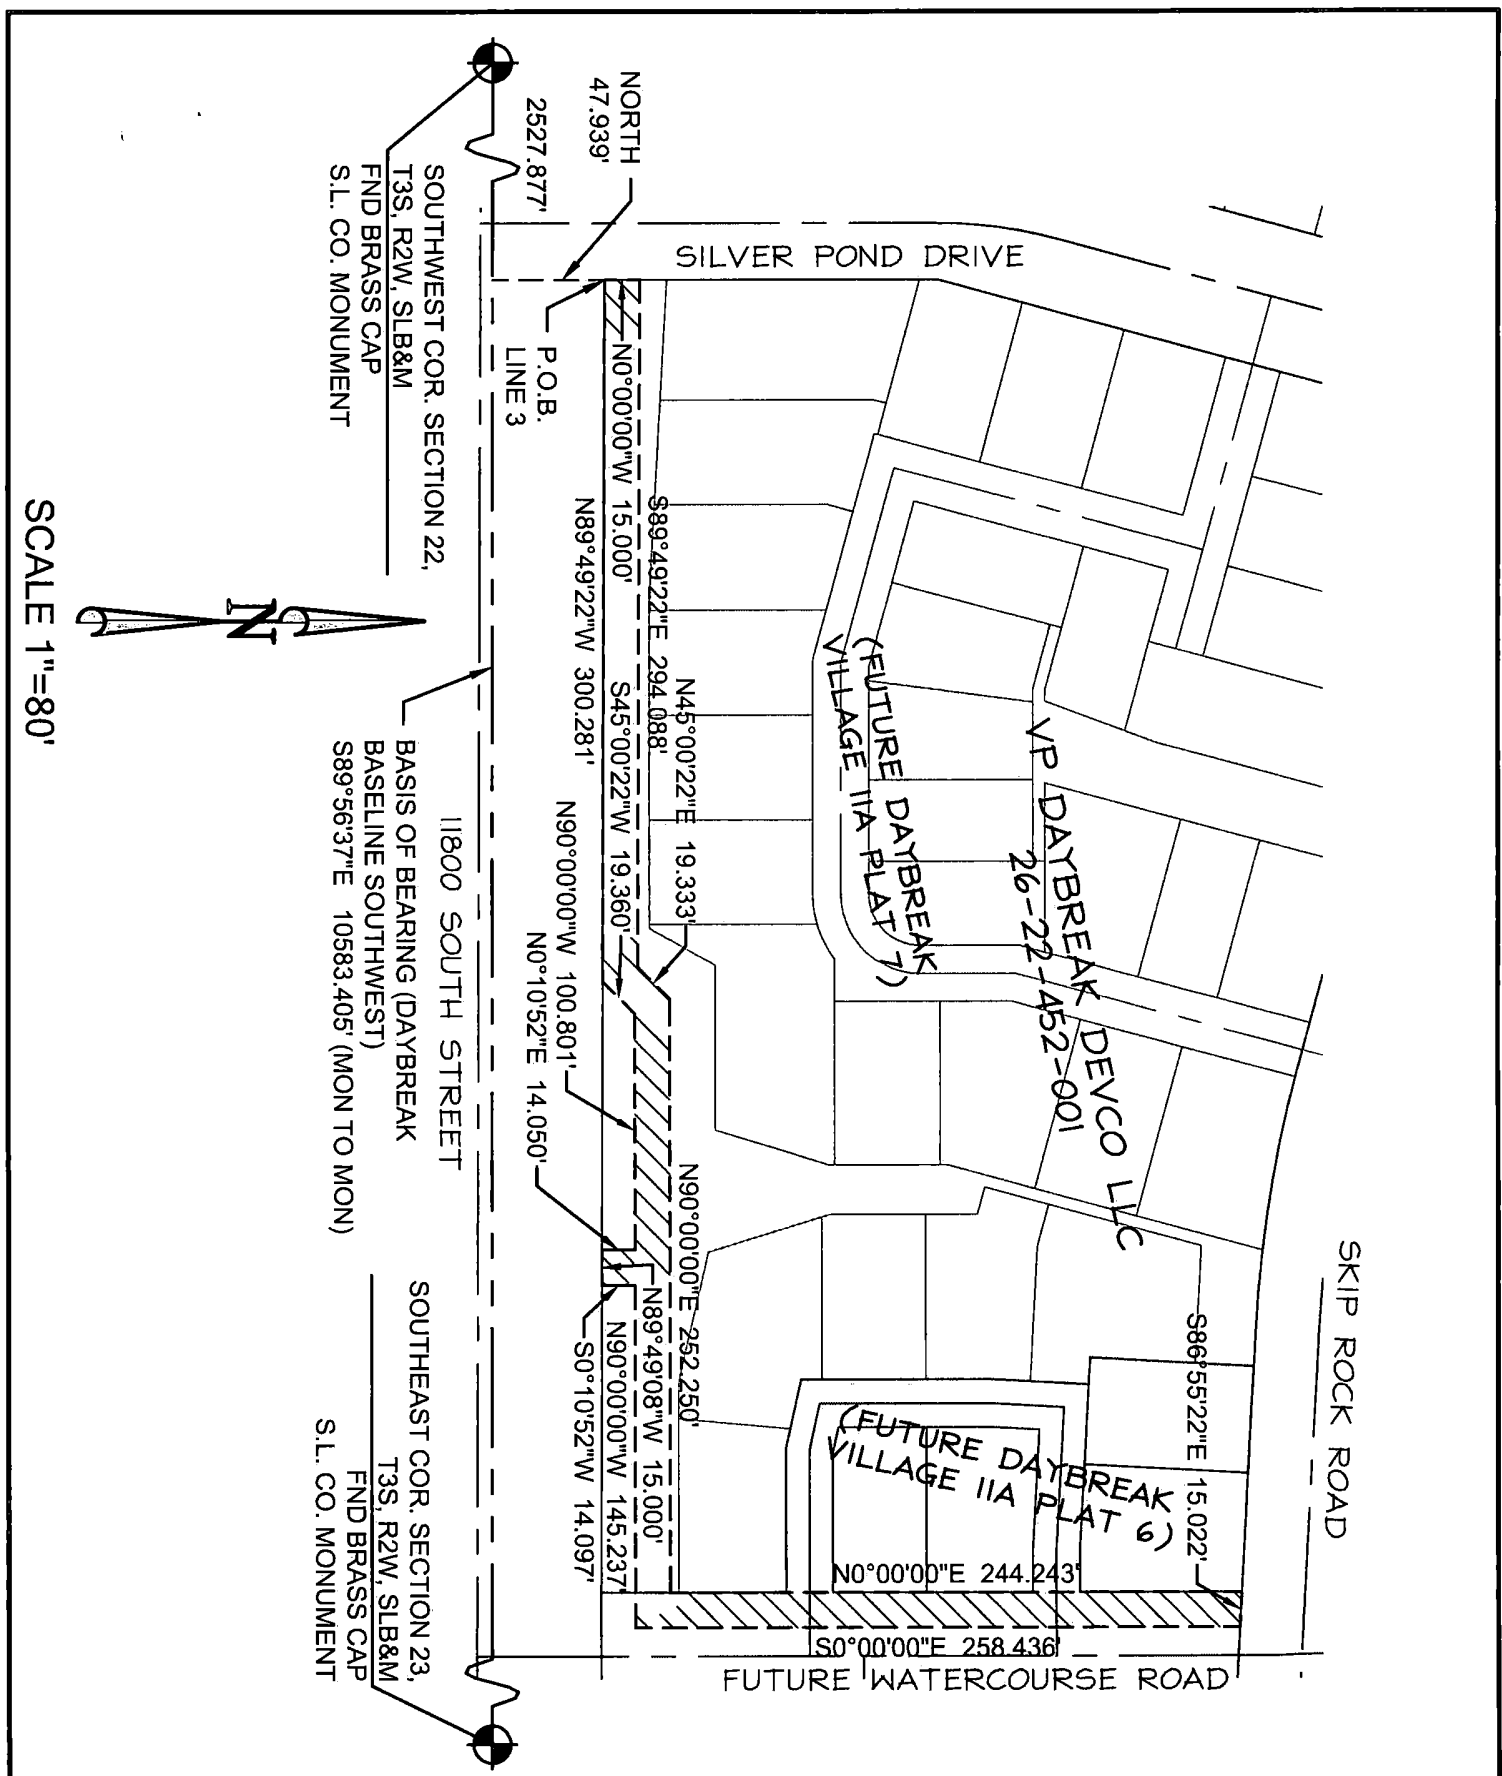 SKIP ROCK ROAD
S86°55'22"E 15.022'
VP DAYBREAK DEVCO LLC
26-22-452-001
(FUTURE DAYBREAK
VILLAGE 11A PLAT 7)
(FUTURE DAYBREAK
VILLAGE 11A PLAT 6)
N0°00'00"E 244.243'
S0°00'00"E 258.436'
FUTURE WATERCOURSE ROAD
SILVER POND DRIVE
NORTH
47.939'
2527.877'
P.O.B.
LINE 3
N0°00'00"W 15.000'
S89°49'22"E 294.088'
N89°49'22"W 300.281'
N45°00'22"E 19.333'
S45°00'22"W 19.360'
N90°00'00"W 100.801'
N0°10'52"E 14.050'
N90°00'00"E 252.250'
N89°49'08"W 15.000'
N90°00'00"W 145.237'
S0°10'52"W 14.097'
11800 SOUTH STREET
SOUTHWEST COR. SECTION 22,
T3S, R2W, SLB&M
FND BRASS CAP
S.L. CO. MONUMENT
BASIS OF BEARING (DAYBREAK
BASELINE SOUTHWEST)
S89°56'37"E 10583.405' (MON TO MON)
SOUTHEAST COR. SECTION 23,
T3S, R2W, SLB&M
FND BRASS CAP
S.L. CO. MONUMENT
N
SCALE 1"=80'